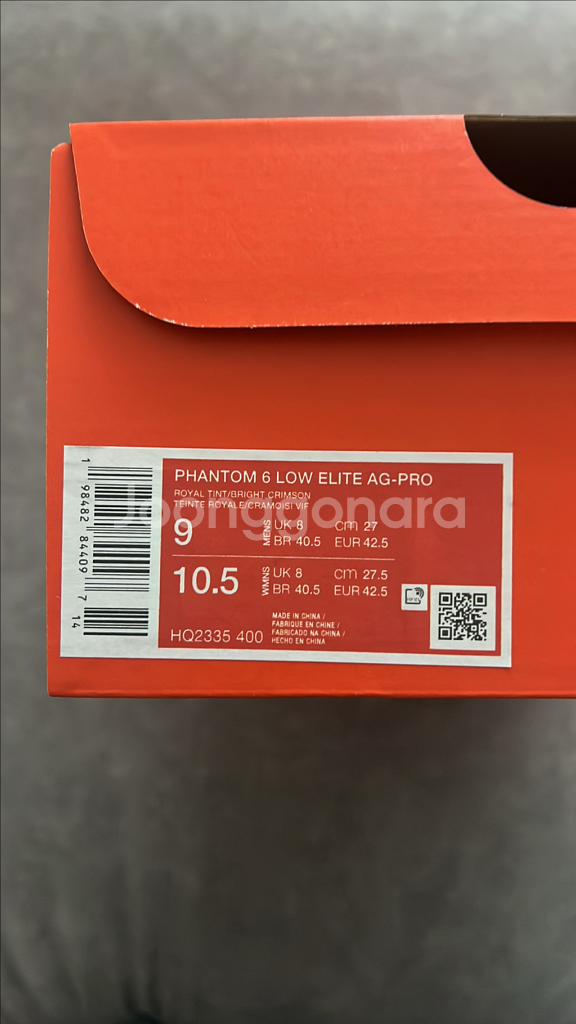 PHANTOM 6 LOW ELITE AG-PRO
ROYAL TINT/BRIGHT CRIMSON
TEINTE ROYALE/CRAMOISI VIF
9 MENS UK 8 cm 27
BR 40.5 EUR 42.5
10.5 WMNS UK 8 cm 27.5
BR 40.5 EUR 42.5
HQ2335 400
MADE IN CHINA /
FABRIQUE EN CHINE /
FABRICADO NA CHINA /
HECHO EN CHINA
1 98482 84409 7 14
Joonggonara